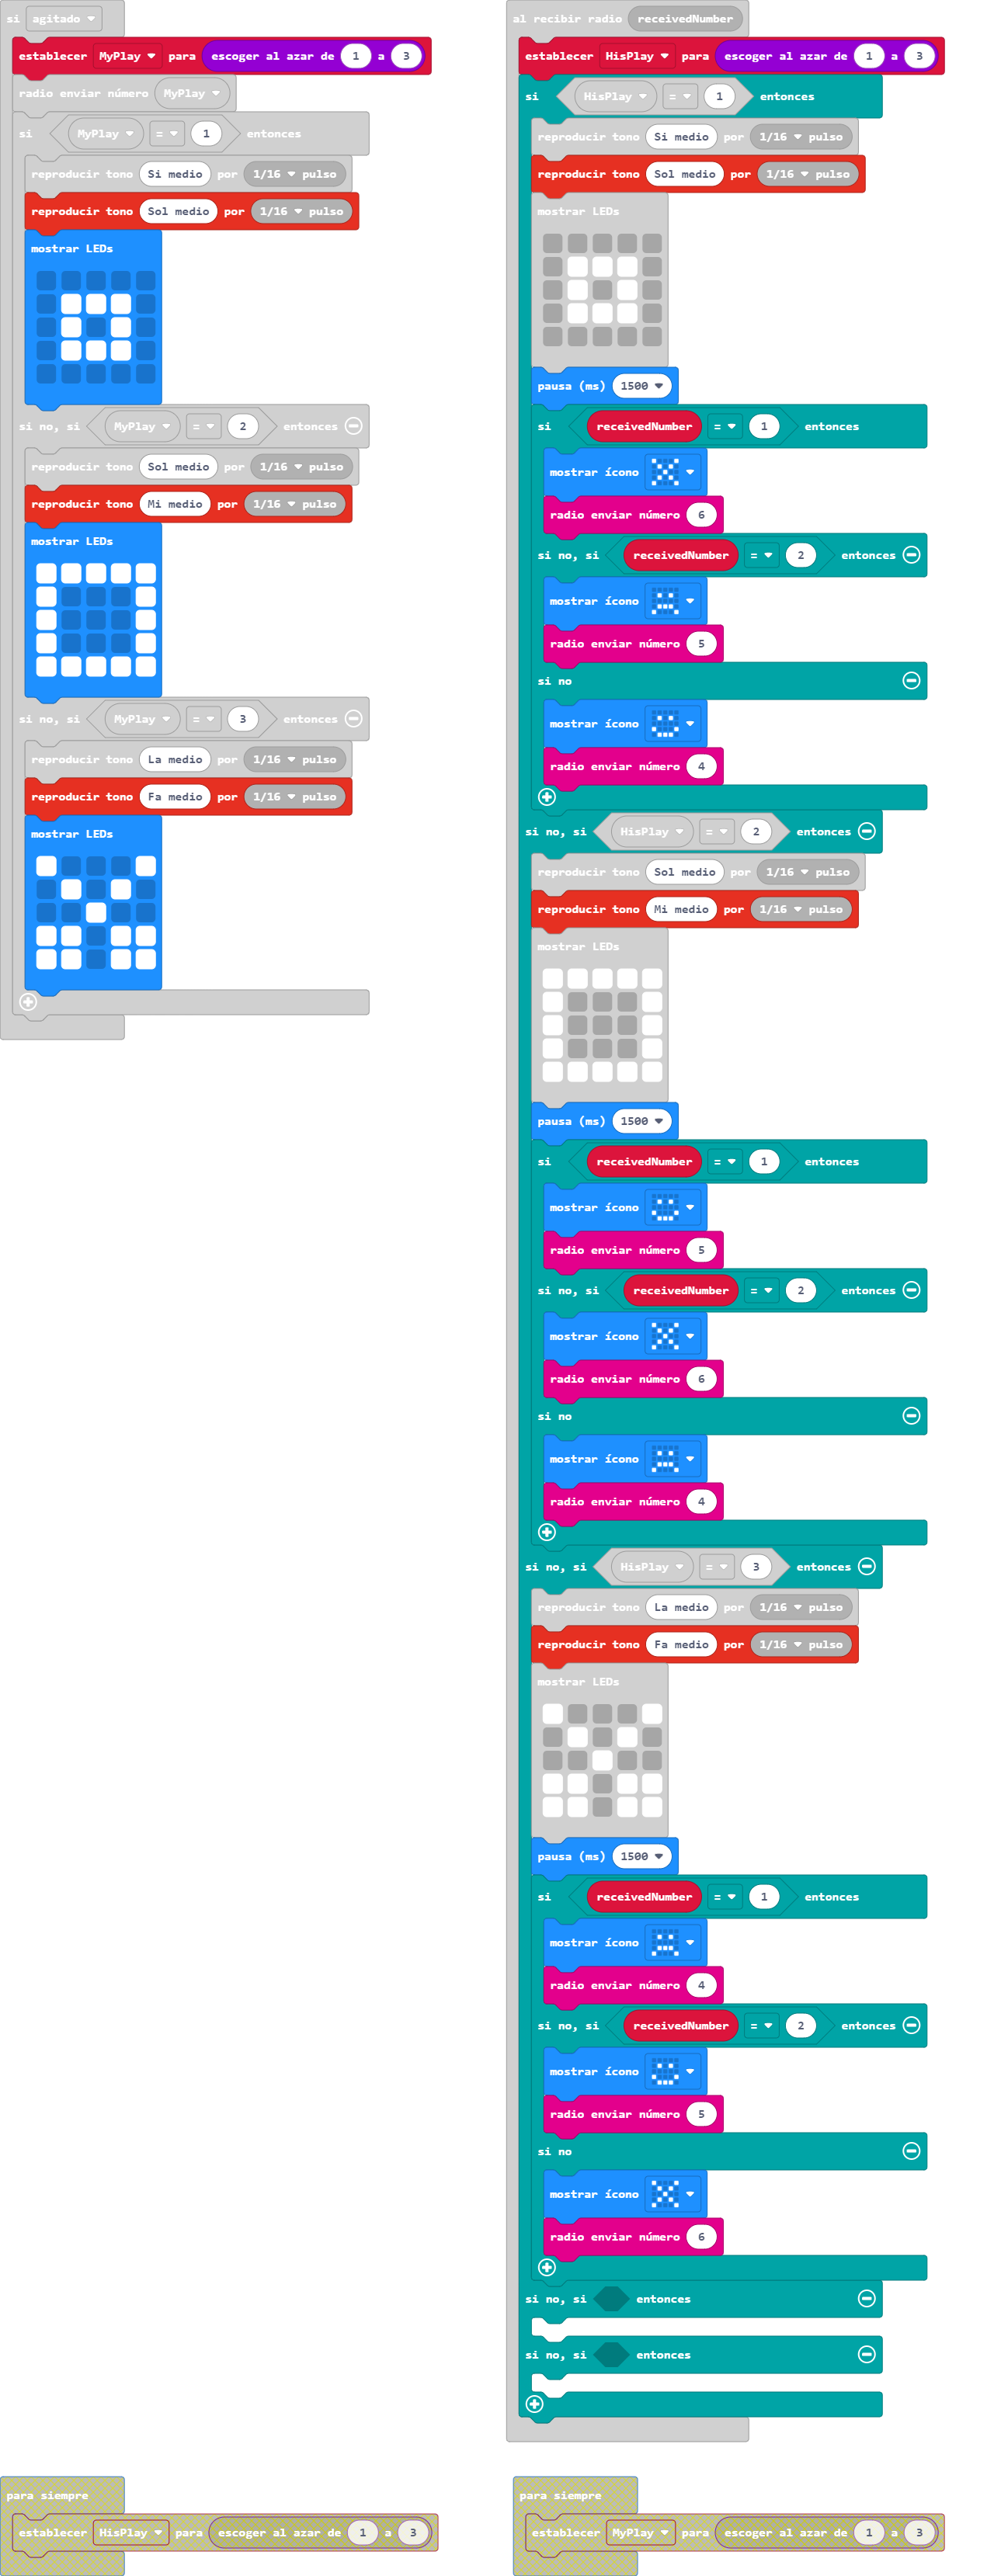 si agitado
establecer MyPlay para escoger al azar de 1 a 3
radio enviar número MyPlay
si MyPlay = 1 entonces
reproducir tono Si medio por 1/16 pulso
reproducir tono Sol medio por 1/16 pulso
mostrar LEDs
si no, si MyPlay = 2 entonces
reproducir tono Sol medio por 1/16 pulso
reproducir tono Mi medio por 1/16 pulso
mostrar LEDs
si no, si MyPlay = 3 entonces
reproducir tono La medio por 1/16 pulso
reproducir tono Fa medio por 1/16 pulso
mostrar LEDs
al recibir radio receivedNumber
establecer HisPlay para escoger al azar de 1 a 3
si HisPlay = 1 entonces
reproducir tono Si medio por 1/16 pulso
reproducir tono Sol medio por 1/16 pulso
mostrar LEDs
pausa (ms) 1500
si receivedNumber = 1 entonces
mostrar ícono
radio enviar número 6
si no, si receivedNumber = 2 entonces
mostrar ícono
radio enviar número 5
si no
mostrar ícono
radio enviar número 4
si no, si HisPlay = 2 entonces
reproducir tono Sol medio por 1/16 pulso
reproducir tono Mi medio por 1/16 pulso
mostrar LEDs
pausa (ms) 1500
si receivedNumber = 1 entonces
mostrar ícono
radio enviar número 5
si no, si receivedNumber = 2 entonces
mostrar ícono
radio enviar número 6
si no
mostrar ícono
radio enviar número 4
si no, si HisPlay = 3 entonces
reproducir tono La medio por 1/16 pulso
reproducir tono Fa medio por 1/16 pulso
mostrar LEDs
pausa (ms) 1500
si receivedNumber = 1 entonces
mostrar ícono
radio enviar número 4
si no, si receivedNumber = 2 entonces
mostrar ícono
radio enviar número 5
si no
mostrar ícono
radio enviar número 6
si no, si entonces
si no, si entonces
para siempre
establecer HisPlay para escoger al azar de 1 a 3
para siempre
establecer MyPlay para escoger al azar de 1 a 3